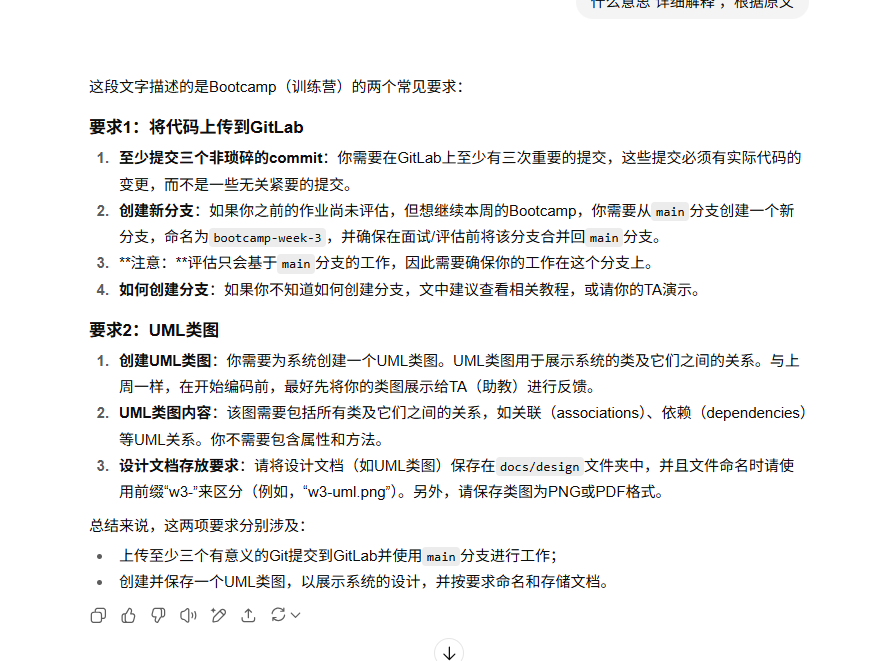 什么意思 详细解释 ，根据原文
这段文字描述的是Bootcamp（训练营）的两个常见要求：
要求1：将代码上传到GitLab
1. 至少提交三个非琐碎的commit：你需要在GitLab上至少有三次重要的提交，这些提交必须有实际代码的
变更，而不是一些无关紧要的提交。
2. 创建新分支：如果你之前的作业尚未评估，但想继续本周的Bootcamp，你需要从 main 分支创建一个新
分支，命名为 bootcamp-week-3 ，并确保在面试/评估前将该分支合并回 main 分支。
3. **注意：**评估只会基于 main 分支的工作，因此需要确保你的工作在这个分支上。
4. 如何创建分支：如果你不知道如何创建分支，文中建议查看相关教程，或请你的TA演示。
要求2：UML类图
1. 创建UML类图：你需要为系统创建一个UML类图。UML类图用于展示系统的类及它们之间的关系。与上
周一样，在开始编码前，最好先将你的类图展示给TA（助教）进行反馈。
2. UML类图内容：该图需要包括所有类及它们之间的关系，如关联（associations）、依赖（dependencies）
等UML关系。你不需要包含属性和方法。
3. 设计文档存放要求：请将设计文档（如UML类图）保存在 docs/design 文件夹中，并且文件命名时请使
用前缀“w3-”来区分（例如，“w3-uml.png”）。另外，请保存类图为PNG或PDF格式。
总结来说，这两项要求分别涉及：
• 上传至少三个有意义的Git提交到GitLab并使用 main 分支进行工作；
• 创建并保存一个UML类图，以展示系统的设计，并按要求命名和存储文档。